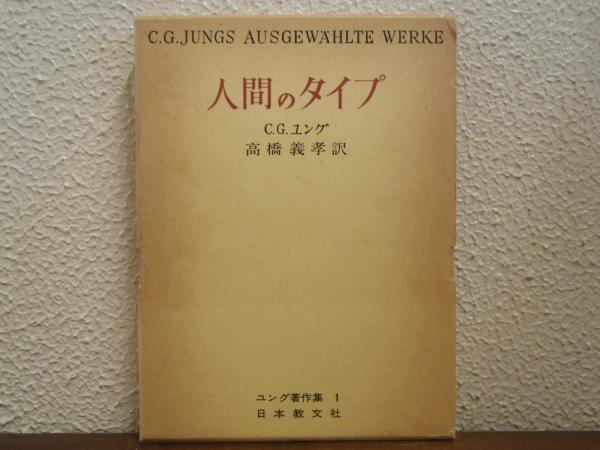 C.G.JUNGS AUSGEWÄHLTE WERKE
人間のタイプ
C.G.ユング
高橋義孝訳
ユング著作集 1
日本教文社